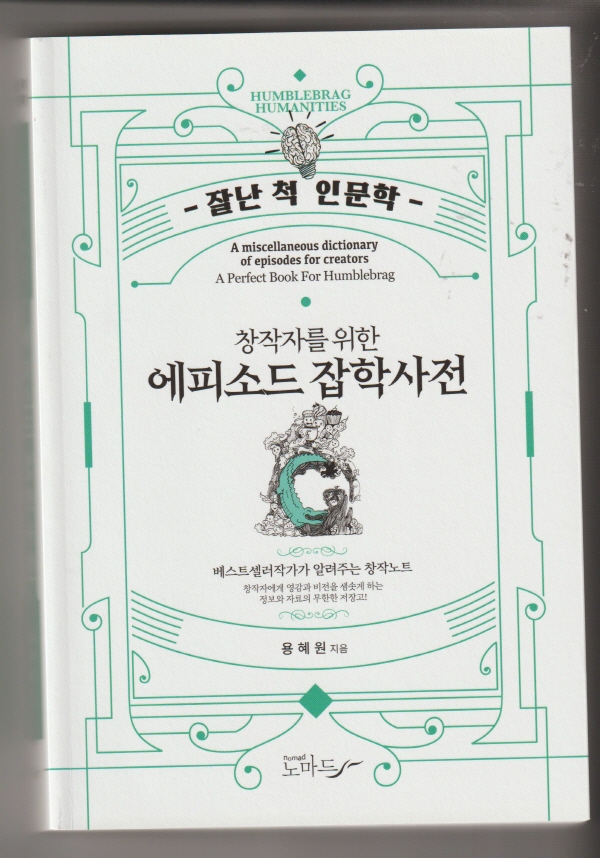 HUMBLEBRAG
HUMANITIES
- 잘난 척 인문학 -
A miscellaneous dictionary
of episodes for creators
A Perfect Book For Humblebrag
창작자를 위한
에피소드 잡학사전
베스트셀러작가가 알려주는 창작노트
창작자에게 영감과 비전을 샘솟게 하는
정보와 자료의 무한한 저장고!
용혜원 지음
nomad
노마드